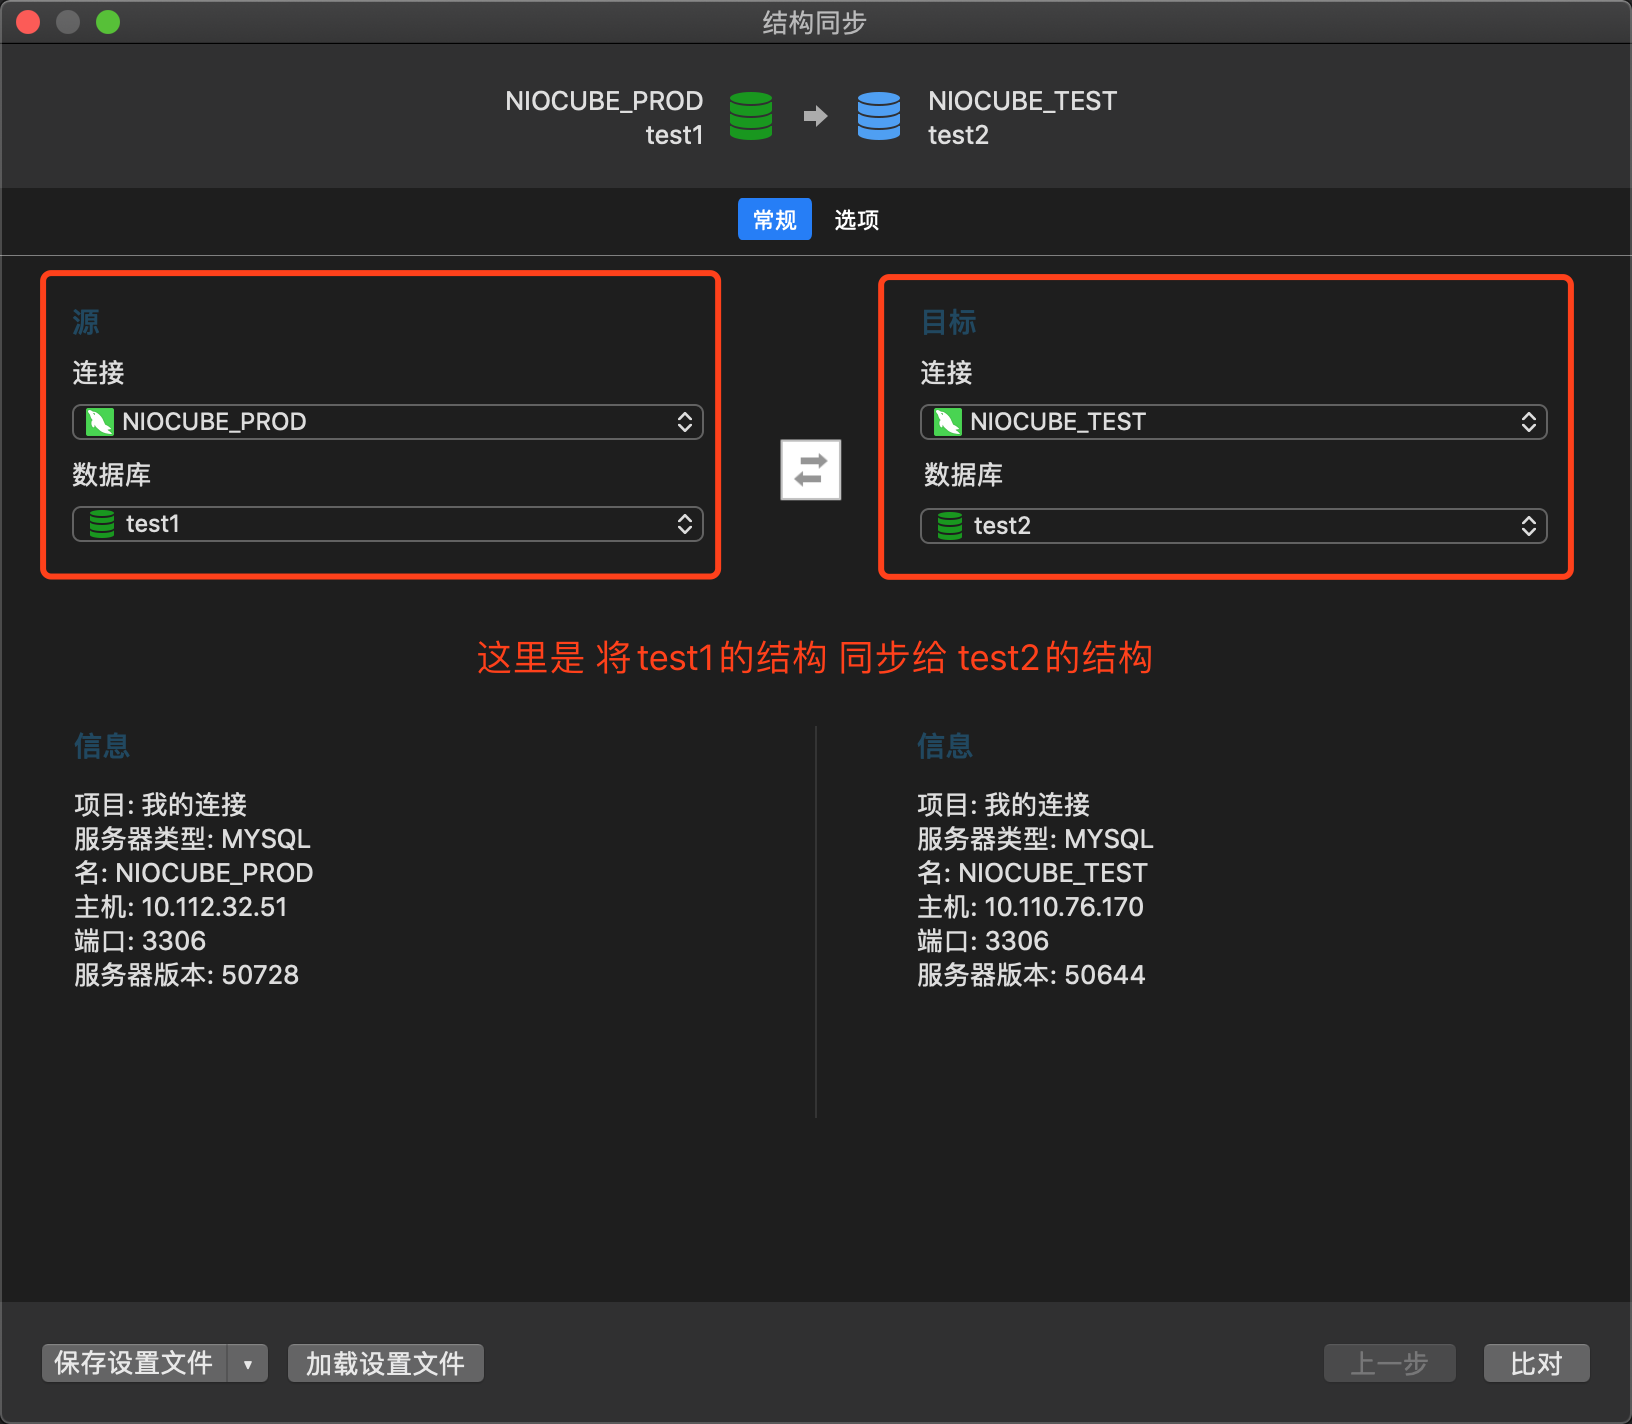 结构同步
NIOCUBE_PROD
test1
NIOCUBE_TEST
test2
常规 选项
源
连接
NIOCUBE_PROD
数据库
test1
目标
连接
NIOCUBE_TEST
数据库
test2
这里是 将test1的结构 同步给 test2的结构
信息
项目: 我的连接
服务器类型: MYSQL
名: NIOCUBE_PROD
主机: 10.112.32.51
端口: 3306
服务器版本: 50728
信息
项目: 我的连接
服务器类型: MYSQL
名: NIOCUBE_TEST
主机: 10.110.76.170
端口: 3306
服务器版本: 50644
保存设置文件 加载设置文件 上一步 比对